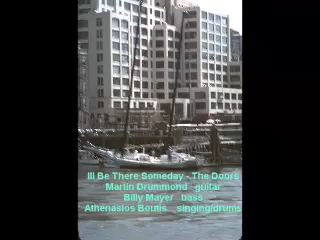 Ill Be There Someday - The Doors
Martin Drummond guitar
Billy Mayer bass
Athenasios Boutis singing/drums